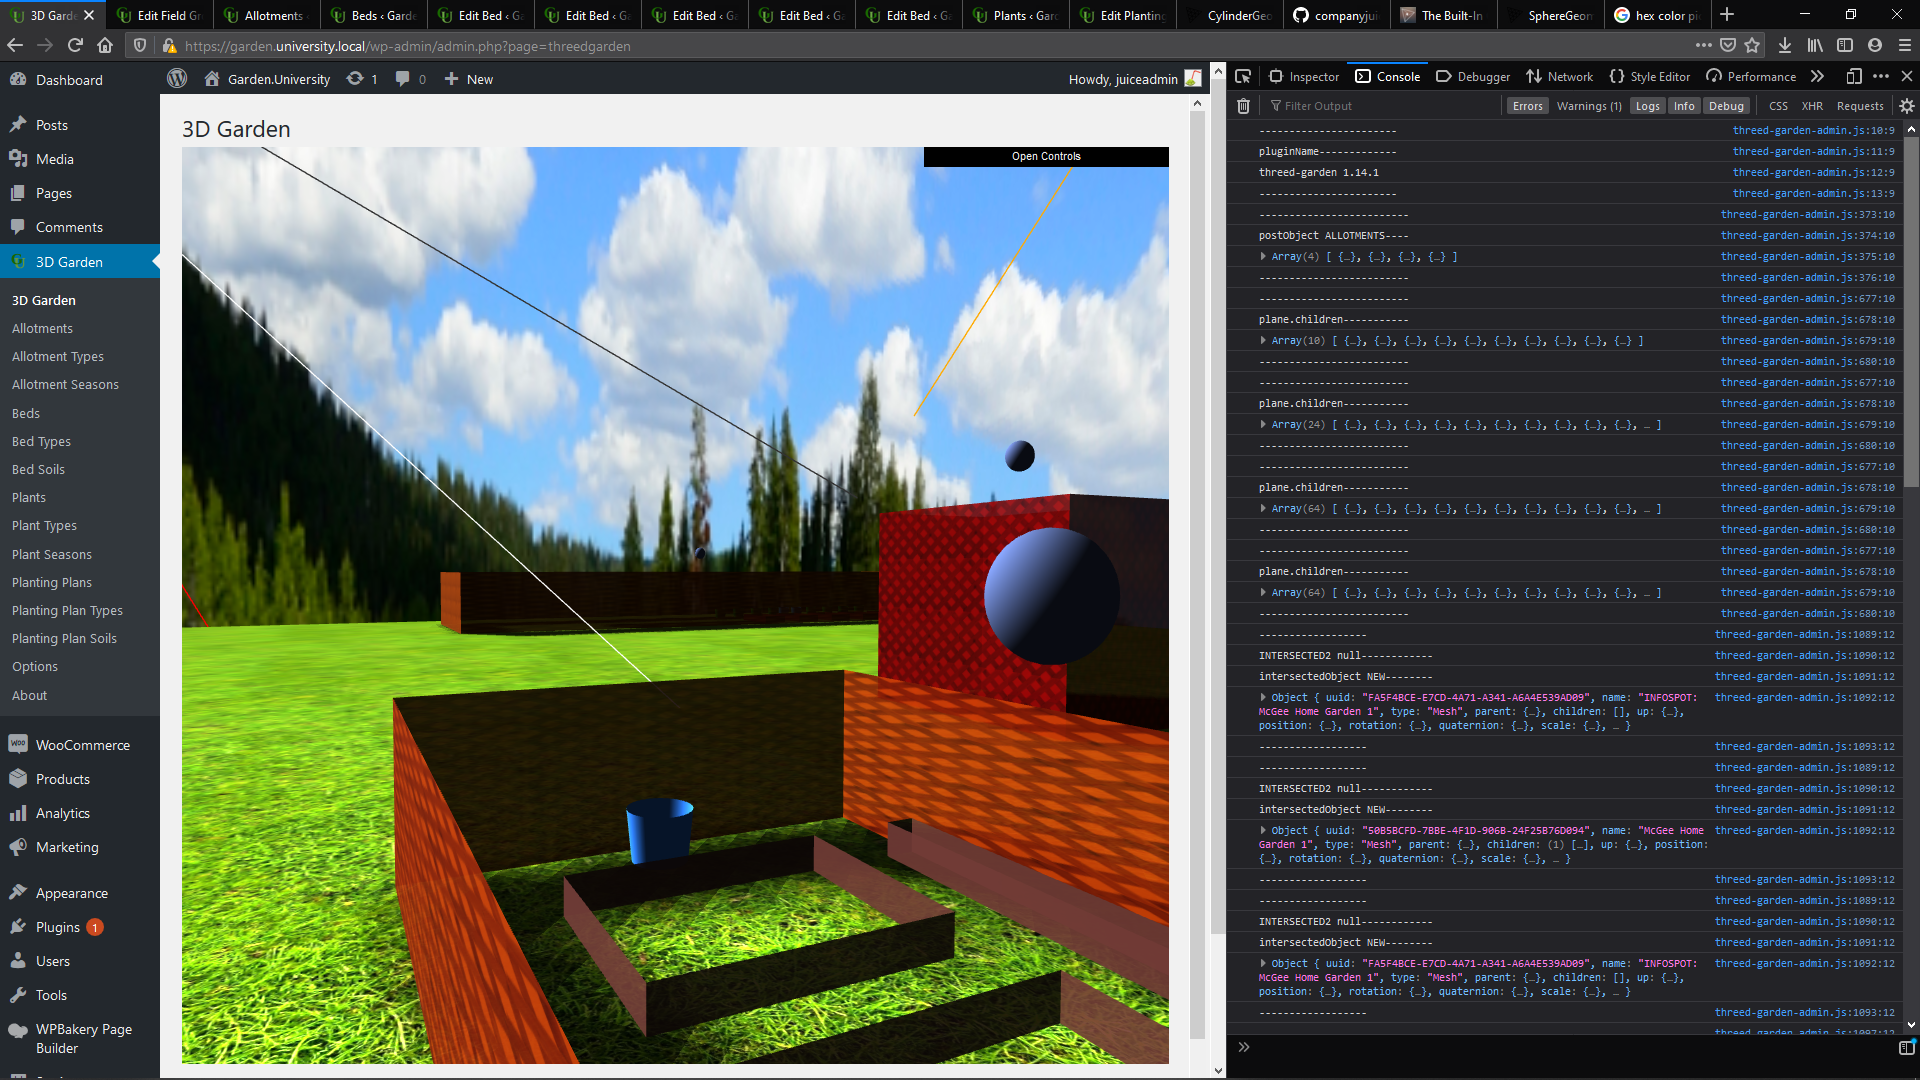 3D Garde
Edit Field Gr
Allotments ‹
Beds ‹ Garde
Edit Bed ‹ Ga
Edit Bed ‹ Ga
Edit Bed ‹ Ga
Edit Bed ‹ Ga
Edit Bed ‹ Ga
Plants ‹ Gard
Edit Planting
CylinderGeo
companyjuic
The Built-In
SphereGeom
hex color pi
https://garden.university.local/wp-admin/admin.php?page=threedgarden
Dashboard
Posts
Media
Pages
Comments
3D Garden
3D Garden
Allotments
Allotment Types
Allotment Seasons
Beds
Bed Types
Bed Soils
Plants
Plant Types
Plant Seasons
Planting Plans
Planting Plan Types
Planting Plan Soils
Options
About
WooCommerce
Products
Analytics
Marketing
Appearance
Plugins 1
Users
Tools
WPBakery Page
Builder
Garden.University
1
0
New
Howdy, juiceadmin
3D Garden
Open Controls
Inspector
Console
Debugger
Network
Style Editor
Performance
Filter Output
Errors
Warnings (1)
Logs
Info
Debug
CSS
XHR
Requests
----------------------- threed-garden-admin.js:10:9
pluginName------------- threed-garden-admin.js:11:9
threed-garden 1.14.1 threed-garden-admin.js:12:9
----------------------- threed-garden-admin.js:13:9
------------------------- threed-garden-admin.js:373:10
postObject ALLOTMENTS---- threed-garden-admin.js:374:10
Array(4) [ {…}, {…}, {…}, {…} ] threed-garden-admin.js:375:10
------------------------- threed-garden-admin.js:376:10
------------------------- threed-garden-admin.js:677:10
plane.children----------- threed-garden-admin.js:678:10
Array(10) [ {…}, {…}, {…}, {…}, {…}, {…}, {…}, {…}, {…}, {…} ] threed-garden-admin.js:679:10
------------------------- threed-garden-admin.js:680:10
------------------------- threed-garden-admin.js:677:10
plane.children----------- threed-garden-admin.js:678:10
Array(24) [ {…}, {…}, {…}, {…}, {…}, {…}, {…}, {…}, {…}, {…}, … ] threed-garden-admin.js:679:10
------------------------- threed-garden-admin.js:680:10
------------------------- threed-garden-admin.js:677:10
plane.children----------- threed-garden-admin.js:678:10
Array(64) [ {…}, {…}, {…}, {…}, {…}, {…}, {…}, {…}, {…}, {…}, … ] threed-garden-admin.js:679:10
------------------------- threed-garden-admin.js:680:10
------------------------- threed-garden-admin.js:677:10
plane.children----------- threed-garden-admin.js:678:10
Array(64) [ {…}, {…}, {…}, {…}, {…}, {…}, {…}, {…}, {…}, {…}, … ] threed-garden-admin.js:679:10
------------------------- threed-garden-admin.js:680:10
------------------ threed-garden-admin.js:1089:12
INTERSECTED2 null------------ threed-garden-admin.js:1090:12
intersectedObject NEW-------- threed-garden-admin.js:1091:12
Object { uuid: "FA5F4BCE-E7CD-4A71-A341-A6A4E539AD09", name: "INFOSPOT: threed-garden-admin.js:1092:12
McGee Home Garden 1", type: "Mesh", parent: {…}, children: [], up: {…},
position: {…}, rotation: {…}, quaternion: {…}, scale: {…}, … }
------------------ threed-garden-admin.js:1093:12
------------------ threed-garden-admin.js:1089:12
INTERSECTED2 null------------ threed-garden-admin.js:1090:12
intersectedObject NEW-------- threed-garden-admin.js:1091:12
Object { uuid: "50B5BCFD-7BBE-4F1D-906B-24F25B76D094", name: "McGee Home threed-garden-admin.js:1092:12
Garden 1", type: "Mesh", parent: {…}, children: (1) […], up: {…}, position:
{…}, rotation: {…}, quaternion: {…}, scale: {…}, … }
------------------ threed-garden-admin.js:1093:12
------------------ threed-garden-admin.js:1089:12
INTERSECTED2 null------------ threed-garden-admin.js:1090:12
intersectedObject NEW-------- threed-garden-admin.js:1091:12
Object { uuid: "FA5F4BCE-E7CD-4A71-A341-A6A4E539AD09", name: "INFOSPOT: threed-garden-admin.js:1092:12
McGee Home Garden 1", type: "Mesh", parent: {…}, children: [], up: {…},
position: {…}, rotation: {…}, quaternion: {…}, scale: {…}, … }
------------------ threed-garden-admin.js:1093:12